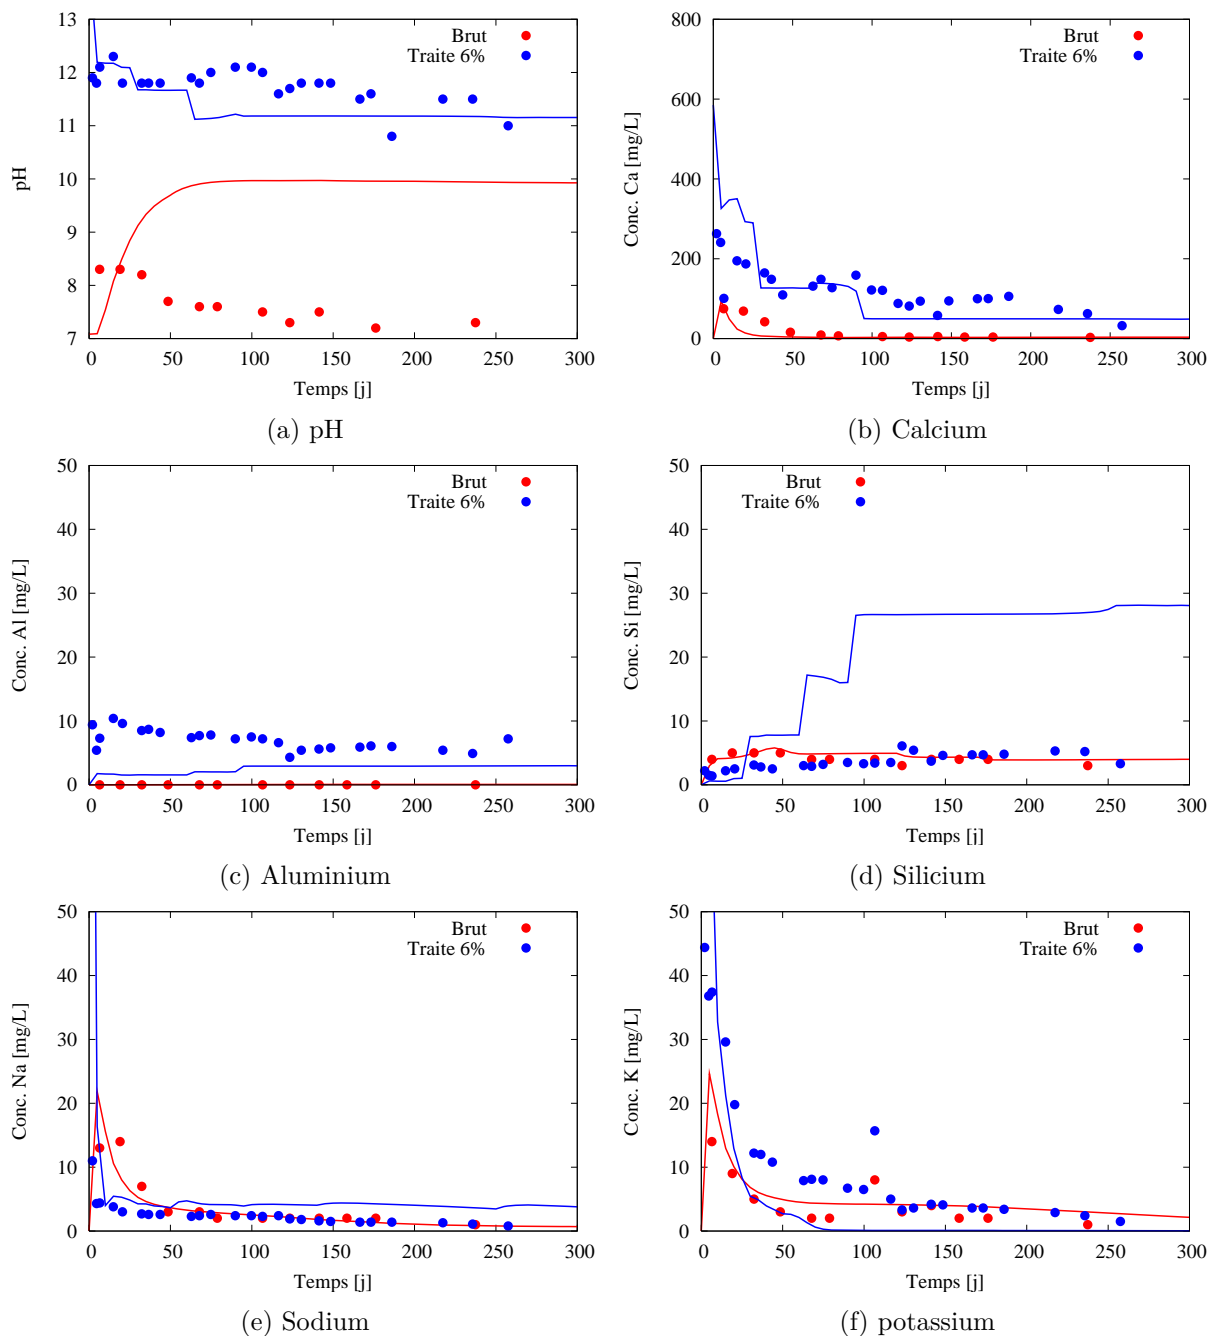 13
12
11
10
9
8
7
pH
Brut
Traite 6%
0 50 100 150 200 250 300
Temps [j]
(a) pH
800
600
400
200
0
Conc. Ca [mg/L]
Brut
Traite 6%
0 50 100 150 200 250 300
Temps [j]
(b) Calcium
50
40
30
20
10
0
Conc. Al [mg/L]
Brut
Traite 6%
0 50 100 150 200 250 300
Temps [j]
(c) Aluminium
50
40
30
20
10
0
Conc. Si [mg/L]
Brut
Traite 6%
0 50 100 150 200 250 300
Temps [j]
(d) Silicium
50
40
30
20
10
0
Conc. Na [mg/L]
Brut
Traite 6%
0 50 100 150 200 250 300
Temps [j]
(e) Sodium
50
40
30
20
10
0
Conc. K [mg/L]
Brut
Traite 6%
0 50 100 150 200 250 300
Temps [j]
(f) potassium